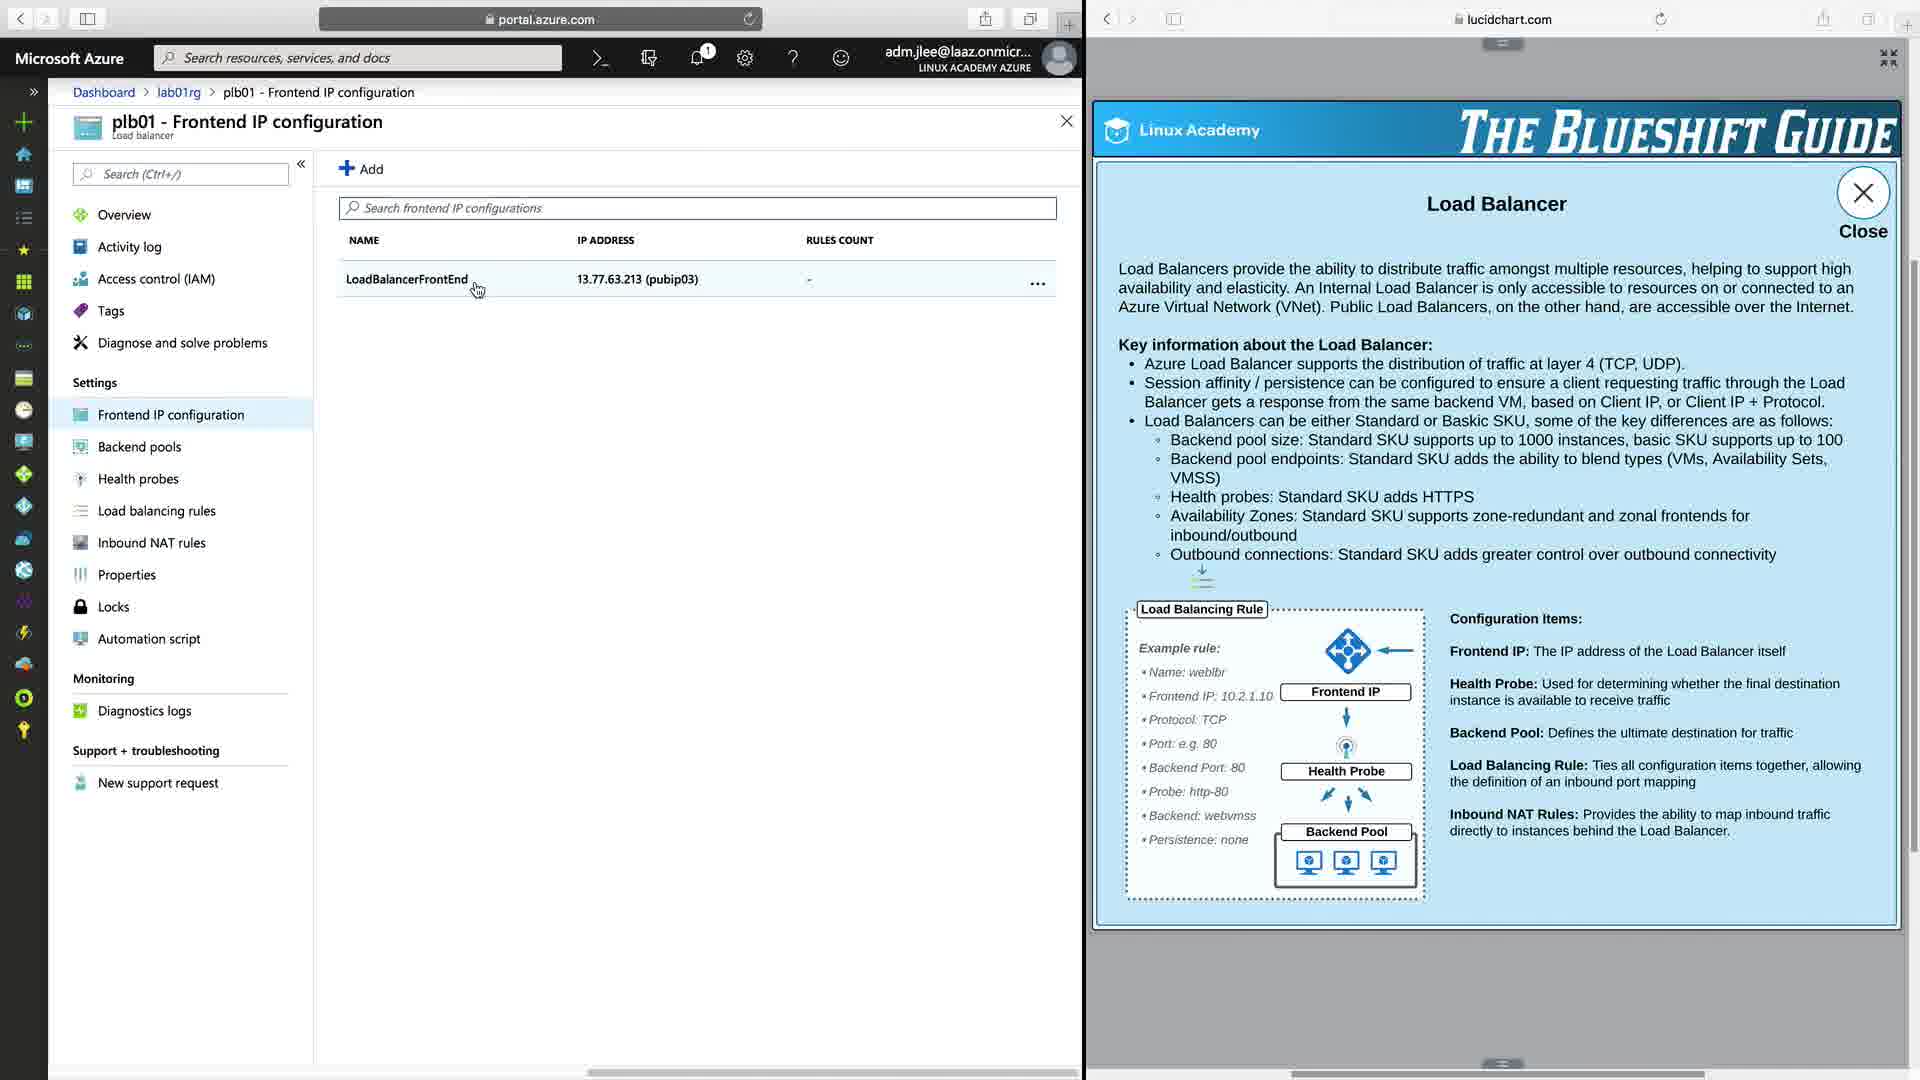 portal.azure.com
Microsoft Azure
Search resources, services, and docs
1
adm.jlee@laaz.onmicr...
LINUX ACADEMY AZURE
Dashboard > lab01rg > plb01 - Frontend IP configuration
plb01 - Frontend IP configuration
Load balancer
Search (Ctrl+/)
Overview
Activity log
Access control (IAM)
Tags
Diagnose and solve problems
Settings
Frontend IP configuration
Backend pools
Health probes
Load balancing rules
Inbound NAT rules
Properties
Locks
Automation script
Monitoring
Diagnostics logs
Support + troubleshooting
New support request
Add
Search frontend IP configurations
NAME IP ADDRESS RULES COUNT
LoadBalancerFrontEnd 13.77.63.213 (pubip03) - ...
lucidchart.com
Linux Academy
THE BLUESHIFT GUIDE
Load Balancer
Close
Load Balancers provide the ability to distribute traffic amongst multiple resources, helping to support high
availability and elasticity. An Internal Load Balancer is only accessible to resources on or connected to an
Azure Virtual Network (VNet). Public Load Balancers, on the other hand, are accessible over the Internet.
Key information about the Load Balancer:
• Azure Load Balancer supports the distribution of traffic at layer 4 (TCP, UDP).
• Session affinity / persistence can be configured to ensure a client requesting traffic through the Load
Balancer gets a response from the same backend VM, based on Client IP, or Client IP + Protocol.
• Load Balancers can be either Standard or Baskic SKU, some of the key differences are as follows:
◦ Backend pool size: Standard SKU supports up to 1000 instances, basic SKU supports up to 100
◦ Backend pool endpoints: Standard SKU adds the ability to blend types (VMs, Availability Sets,
VMSS)
◦ Health probes: Standard SKU adds HTTPS
◦ Availability Zones: Standard SKU supports zone-redundant and zonal frontends for
inbound/outbound
◦ Outbound connections: Standard SKU adds greater control over outbound connectivity
Load Balancing Rule
Example rule:
• Name: weblbr
• Frontend IP: 10.2.1.10
• Protocol: TCP
• Port: e.g. 80
• Backend Port: 80
• Probe: http-80
• Backend: webvmss
• Persistence: none
Frontend IP
Health Probe
Backend Pool
Configuration Items:
Frontend IP: The IP address of the Load Balancer itself
Health Probe: Used for determining whether the final destination
instance is available to receive traffic
Backend Pool: Defines the ultimate destination for traffic
Load Balancing Rule: Ties all configuration items together, allowing
the definition of an inbound port mapping
Inbound NAT Rules: Provides the ability to map inbound traffic
directly to instances behind the Load Balancer.